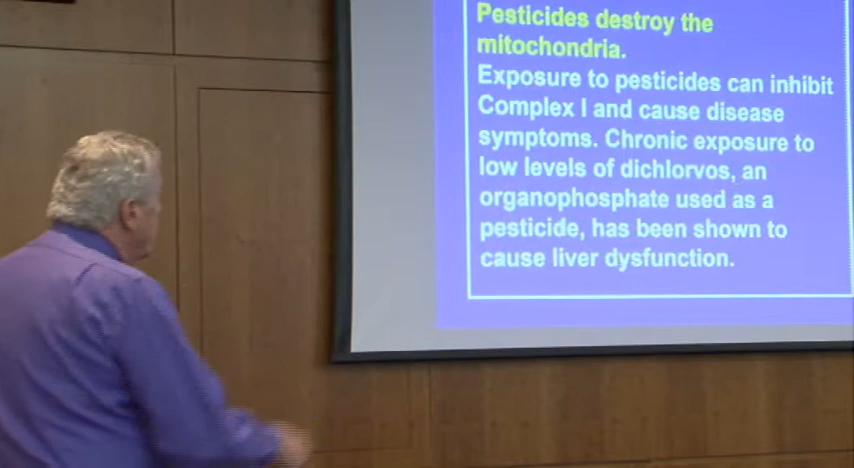 Pesticides destroy the
mitochondria.
Exposure to pesticides can inhibit
Complex I and cause disease
symptoms. Chronic exposure to
low levels of dichlorvos, an
organophosphate used as a
pesticide, has been shown to
cause liver dysfunction.